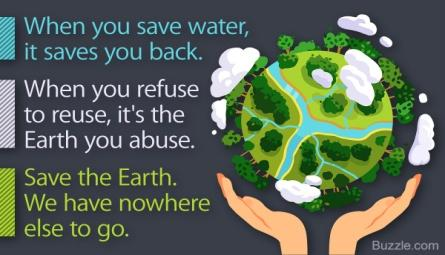 When you save water,
it saves you back.
When you refuse
to reuse, it's the
Earth you abuse.
Save the Earth.
We have nowhere
else to go.
Buzzle.com